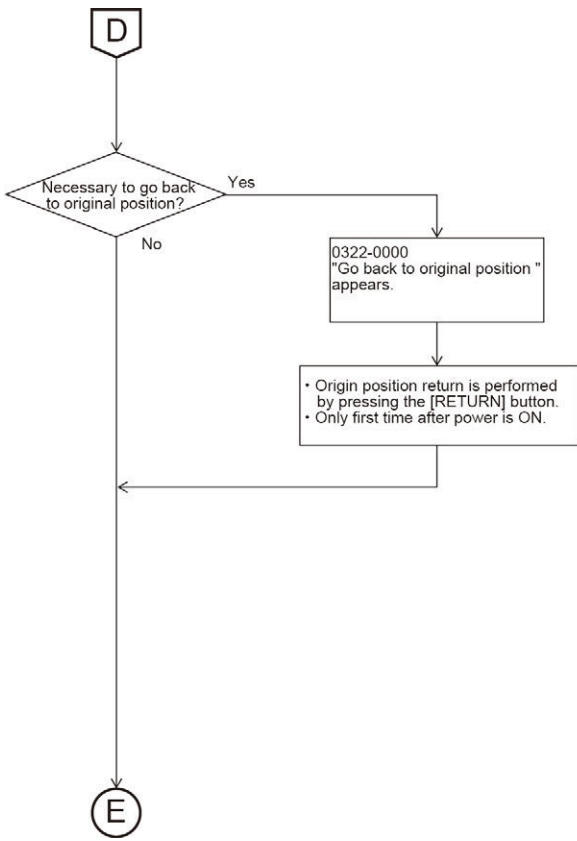 D
Necessary to go back
to original position?
Yes
No
0322-0000
"Go back to original position "
appears.
・Origin position return is performed
by pressing the [RETURN] button.
・Only first time after power is ON.
E